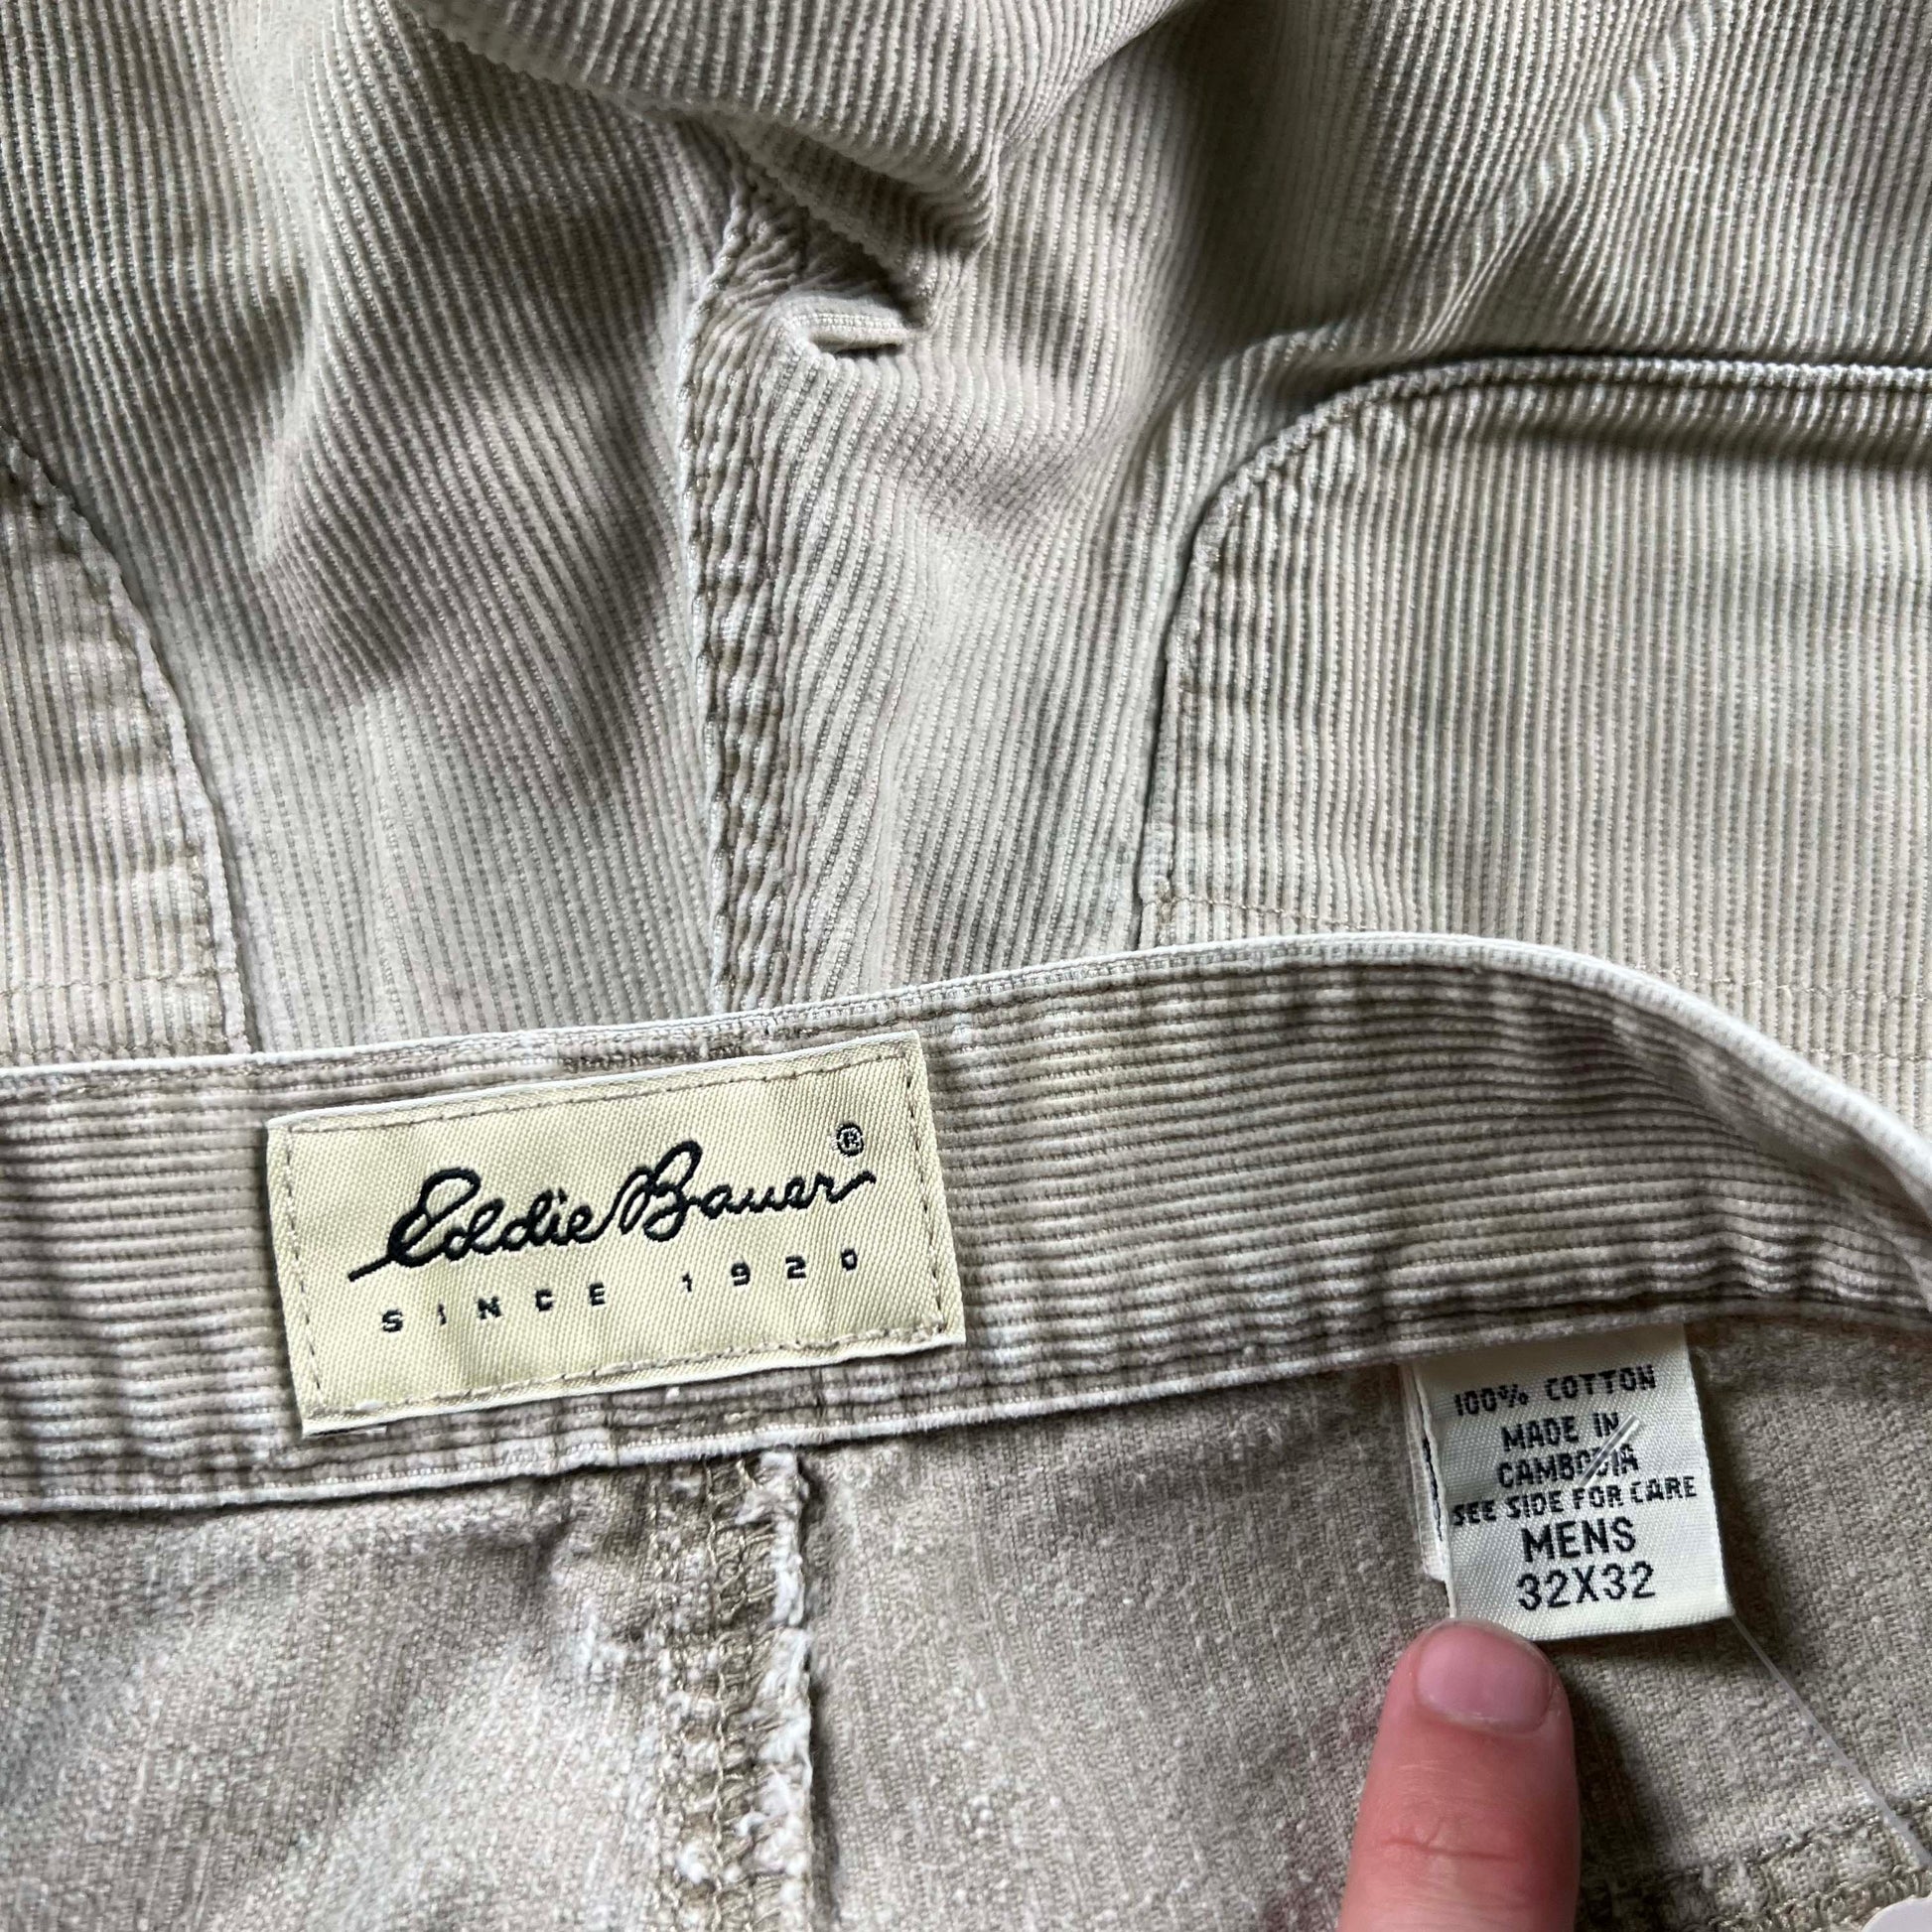 Eddie Bauer®
SINCE 1920
100% COTTON
MADE IN
CAMBODIA
SEE SIDE FOR CARE
MENS
32X32